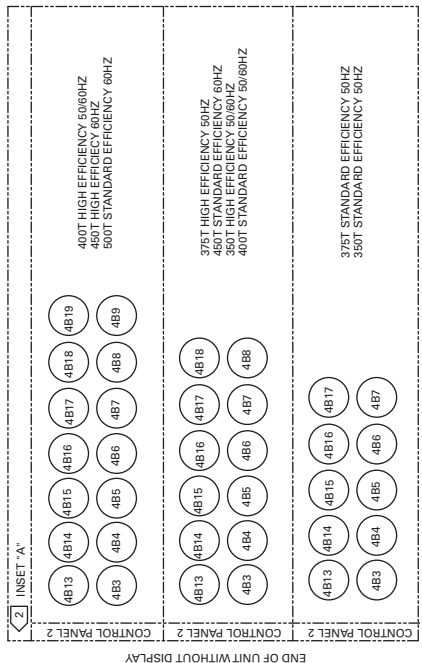 2 INSET "A"
400T HIGH EFFICIENCY 50/60HZ
450T HIGH EFFICIECY 60HZ
500T STANDARD EFFICIENCY 60HZ
4B13 4B14 4B15 4B16 4B17 4B18 4B19
4B3 4B4 4B5 4B6 4B7 4B8 4B9
CONTROL PANEL 2
375T HIGH EFFICIENCY 50HZ
450T STANDARD EFFICIENCY 60HZ
350T HIGH EFFICIENCY 50/60HZ
400T STANDARD EFFICIENCY 50/60HZ
4B13 4B14 4B15 4B16 4B17 4B18
4B3 4B4 4B5 4B6 4B7 4B8
CONTROL PANEL 2
375T STANDARD EFFICIENCY 50HZ
350T STANDARD EFFICIENCY 50HZ
4B13 4B14 4B15 4B16 4B17
4B3 4B4 4B5 4B6 4B7
CONTROL PANEL 2
END OF UNIT WITHOUT DISPLAY